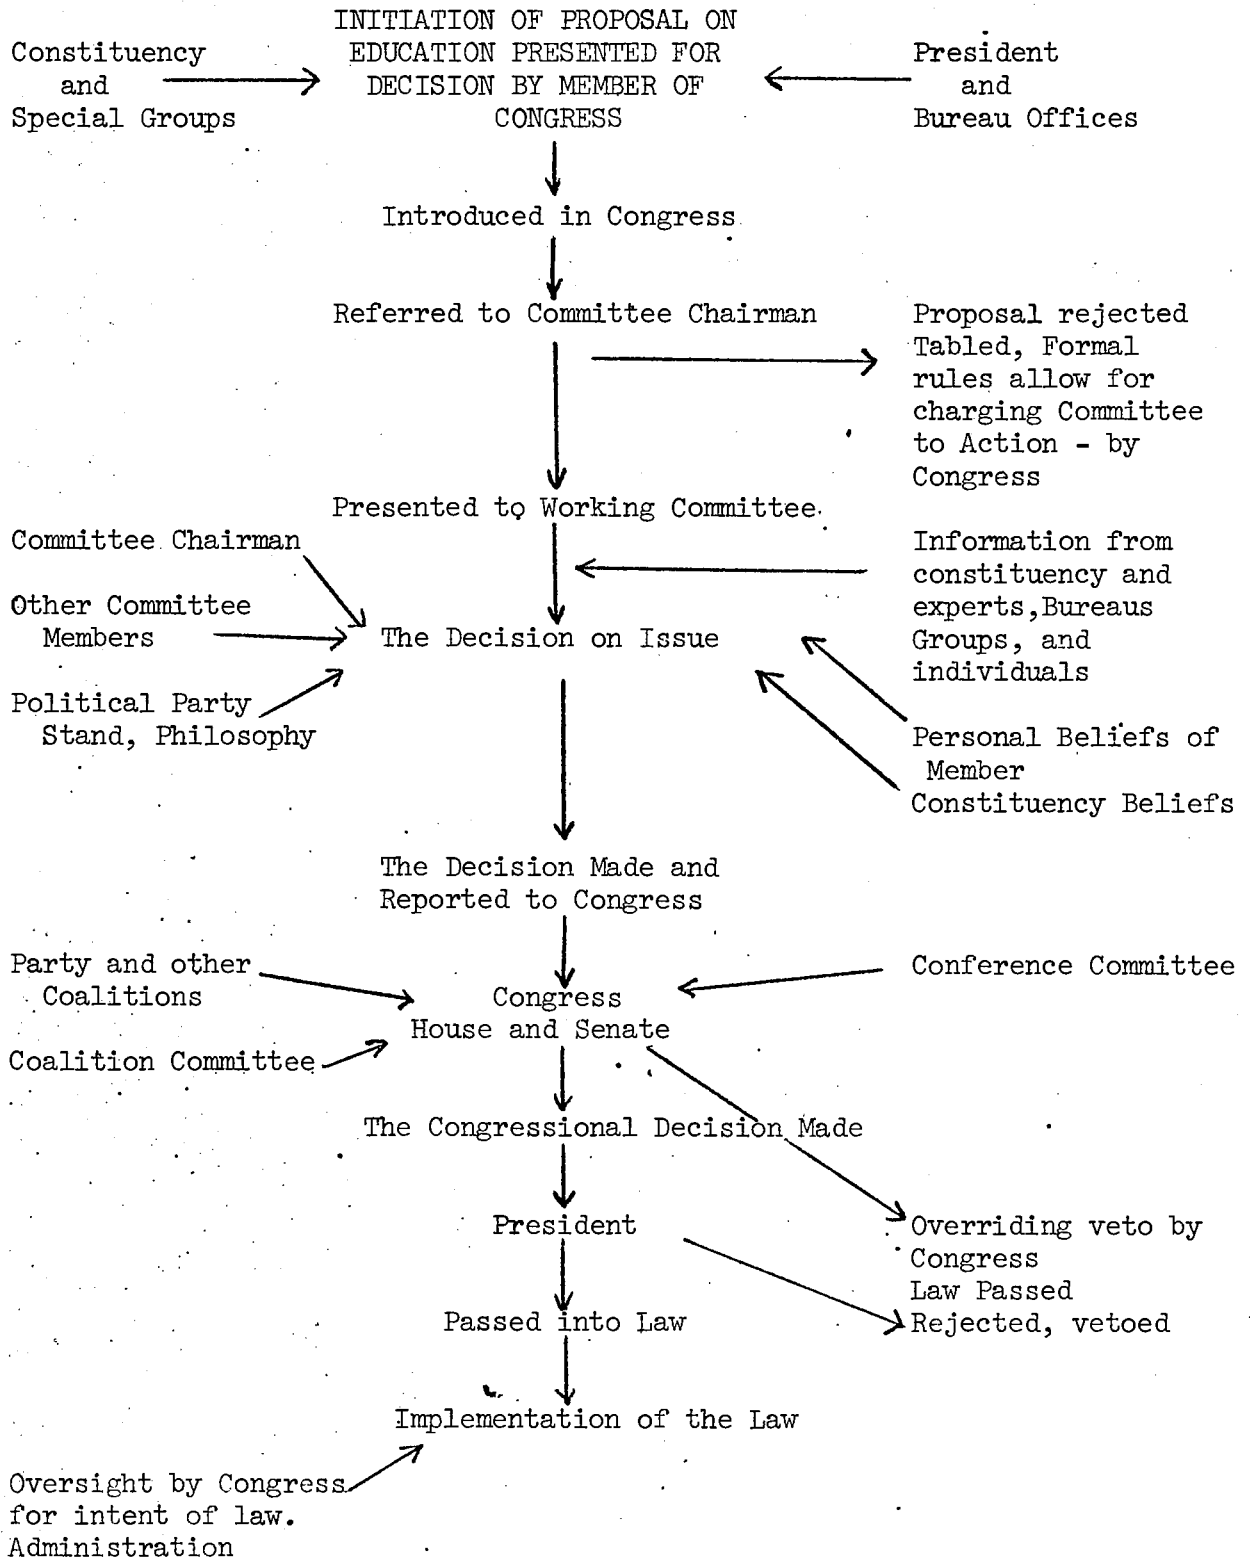 INITIATION OF PROPOSAL ON
EDUCATION PRESENTED FOR
DECISION BY MEMBER OF
CONGRESS
Constituency
and
Special Groups
President
and
Bureau Offices
Introduced in Congress
Referred to Committee Chairman
Proposal rejected
Tabled, Formal
rules allow for
charging Committee
to Action - by
Congress
Presented to Working Committee
Committee Chairman
Other Committee
Members
Political Party
Stand, Philosophy
The Decision on Issue
Information from
constituency and
experts,Bureaus
Groups, and
individuals
Personal Beliefs of
Member
Constituency Beliefs
The Decision Made and
Reported to Congress
Party and other
Coalitions
Coalition Committee
Congress
House and Senate
Conference Committee
The Congressional Decision Made
President
Overriding veto by
Congress
Law Passed
Rejected, vetoed
Passed into Law
Implementation of the Law
Oversight by Congress
for intent of law.
Administration